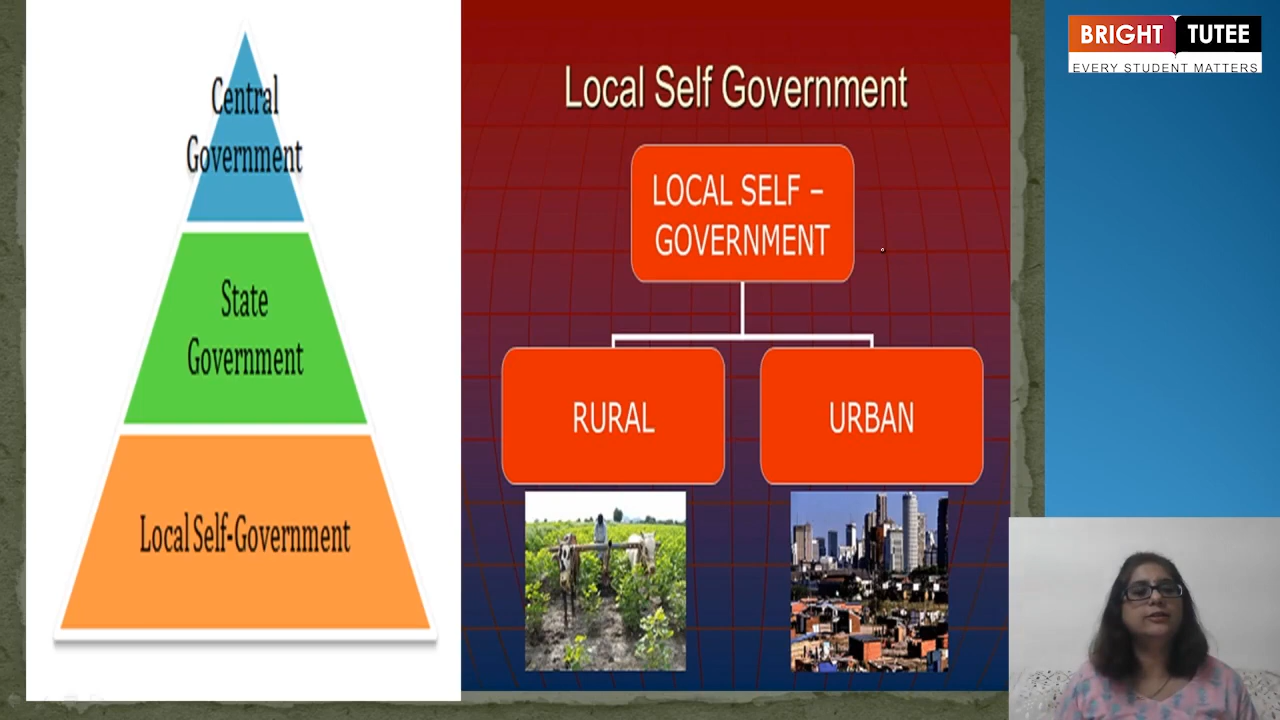 Central
Government
State
Government
Local Self-Government
Local Self Government
LOCAL SELF –
GOVERNMENT
RURAL
URBAN
BRIGHT TUTEE
EVERY STUDENT MATTERS